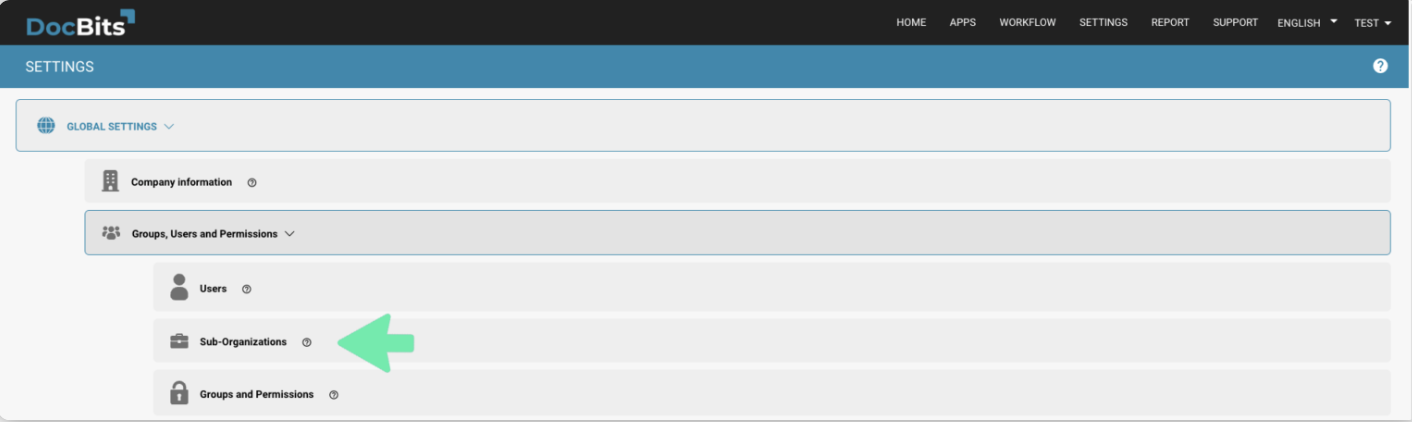 DocBits
HOME APPS WORKFLOW SETTINGS REPORT SUPPORT ENGLISH TEST
SETTINGS
GLOBAL SETTINGS
Company information
Groups, Users and Permissions
Users
Sub-Organizations
Groups and Permissions